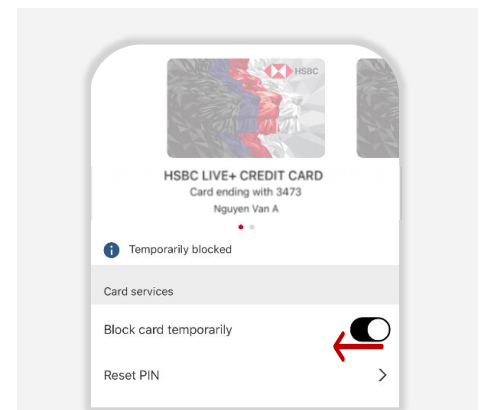 HSBC
HSBC LIVE+ CREDIT CARD
Card ending with 3473
Nguyen Van A
Temporarily blocked
Card services
Block card temporarily
Reset PIN